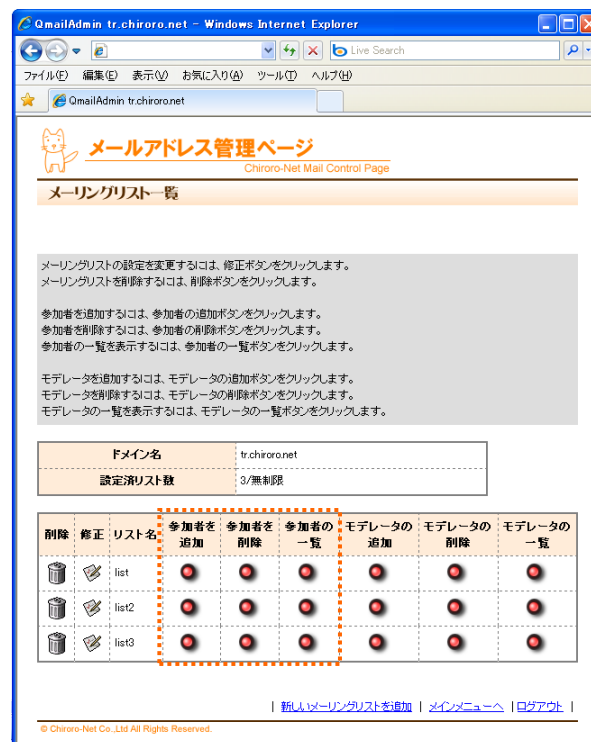 QmailAdmin tr.chiroro.net - Windows Internet Explorer
Live Search
ファイル(F) 編集(E) 表示(V) お気に入り(A) ツール(T) ヘルプ(H)
QmailAdmin tr.chiroro.net
メールアドレス管理ページ
Chiroro-Net Mail Control Page
メーリングリスト一覧
メーリングリストの設定を変更するには、修正ボタンをクリックします。
メーリングリストを削除するには、削除ボタンをクリックします。
参加者を追加するには、参加者の追加ボタンをクリックします。
参加者を削除するには、参加者の削除ボタンをクリックします。
参加者の一覧を表示するには、参加者の一覧ボタンをクリックします。
モデレータを追加するには、モデレータの追加ボタンをクリックします。
モデレータを削除するには、モデレータの削除ボタンをクリックします。
モデレータの一覧を表示するには、モデレータの一覧ボタンをクリックします。
ドメイン名 tr.chiroro.net
設定済リスト数 3/無制限
削除 修正 リスト名 参加者を追加 参加者を削除 参加者の一覧 モデレータの追加 モデレータの削除 モデレータの一覧
list
list2
list3
| 新しいメーリングリストを追加 | メインメニューへ | ログアウト |
© Chiroro-Net Co.,Ltd All Rights Reserved.